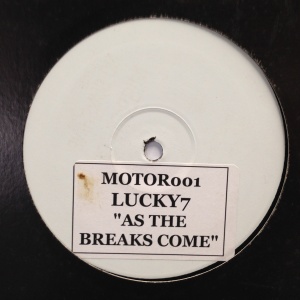 MOTOR001
LUCKY7
"AS THE
BREAKS COME"